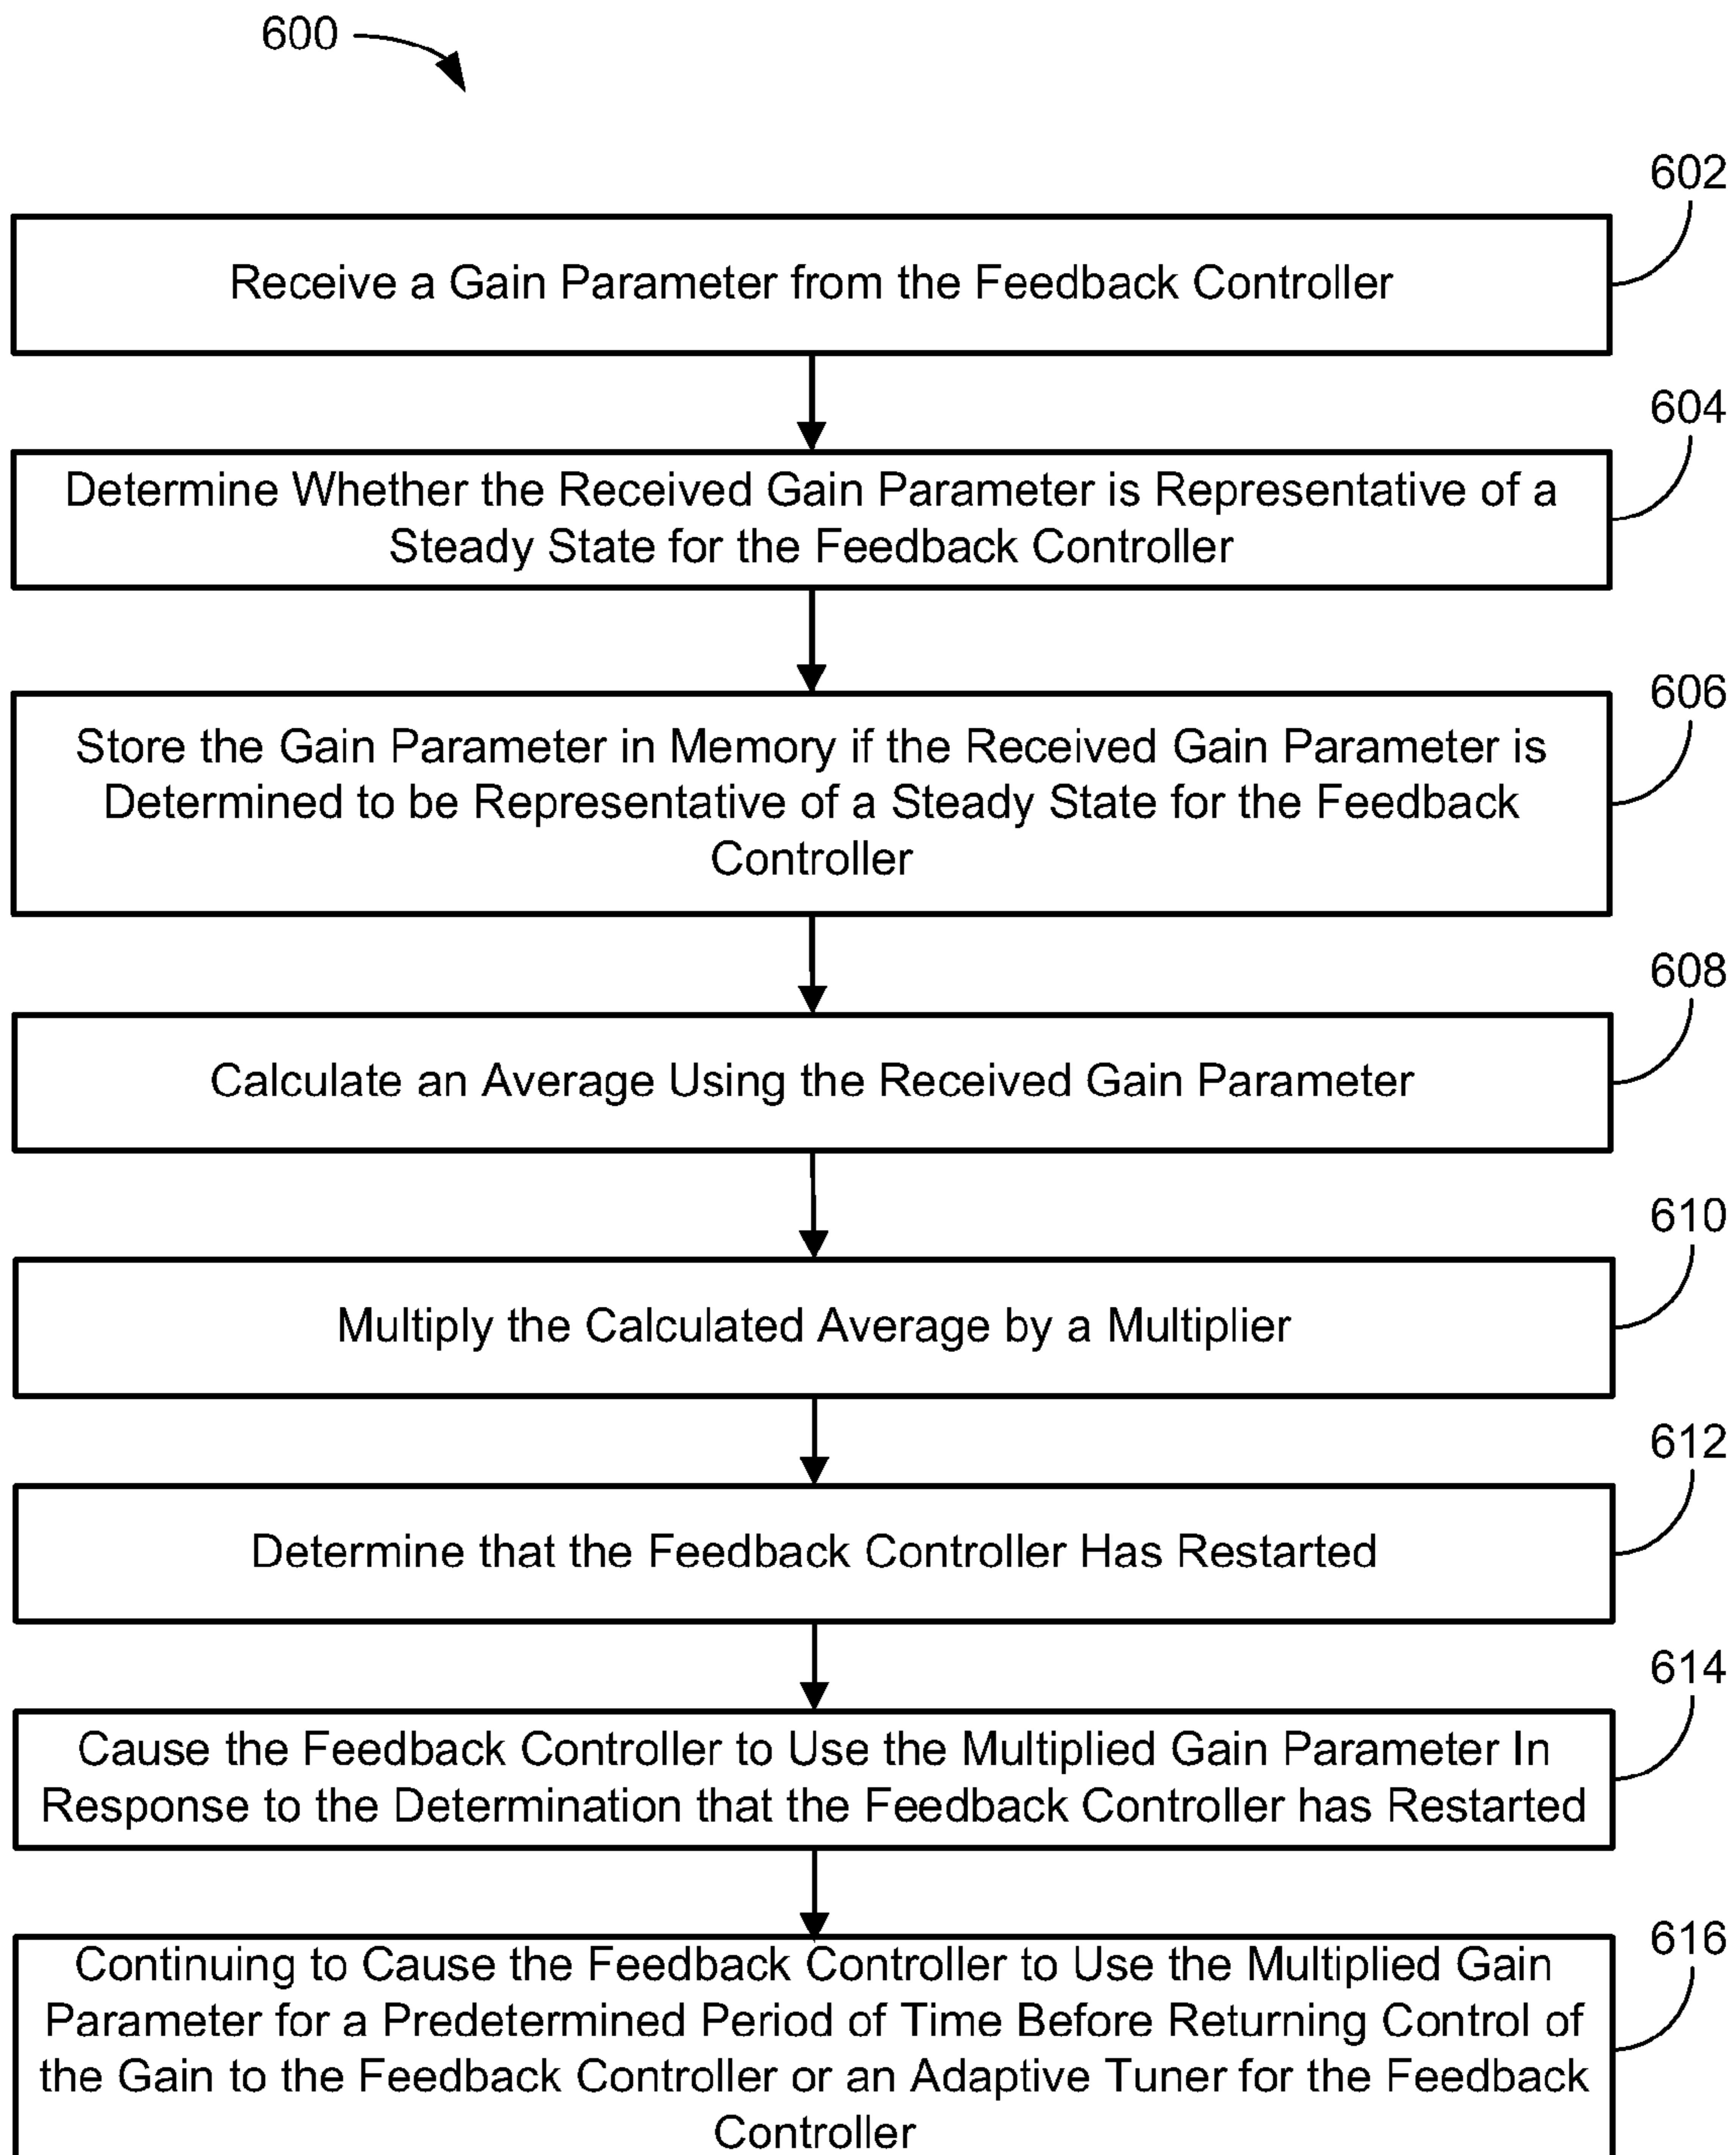 600
602
Receive a Gain Parameter from the Feedback Controller
604
Determine Whether the Received Gain Parameter is Representative of a
Steady State for the Feedback Controller
606
Store the Gain Parameter in Memory if the Received Gain Parameter is
Determined to be Representative of a Steady State for the Feedback
Controller
608
Calculate an Average Using the Received Gain Parameter
610
Multiply the Calculated Average by a Multiplier
612
Determine that the Feedback Controller Has Restarted
614
Cause the Feedback Controller to Use the Multiplied Gain Parameter In
Response to the Determination that the Feedback Controller has Restarted
616
Continuing to Cause the Feedback Controller to Use the Multiplied Gain
Parameter for a Predetermined Period of Time Before Returning Control of
the Gain to the Feedback Controller or an Adaptive Tuner for the Feedback
Controller